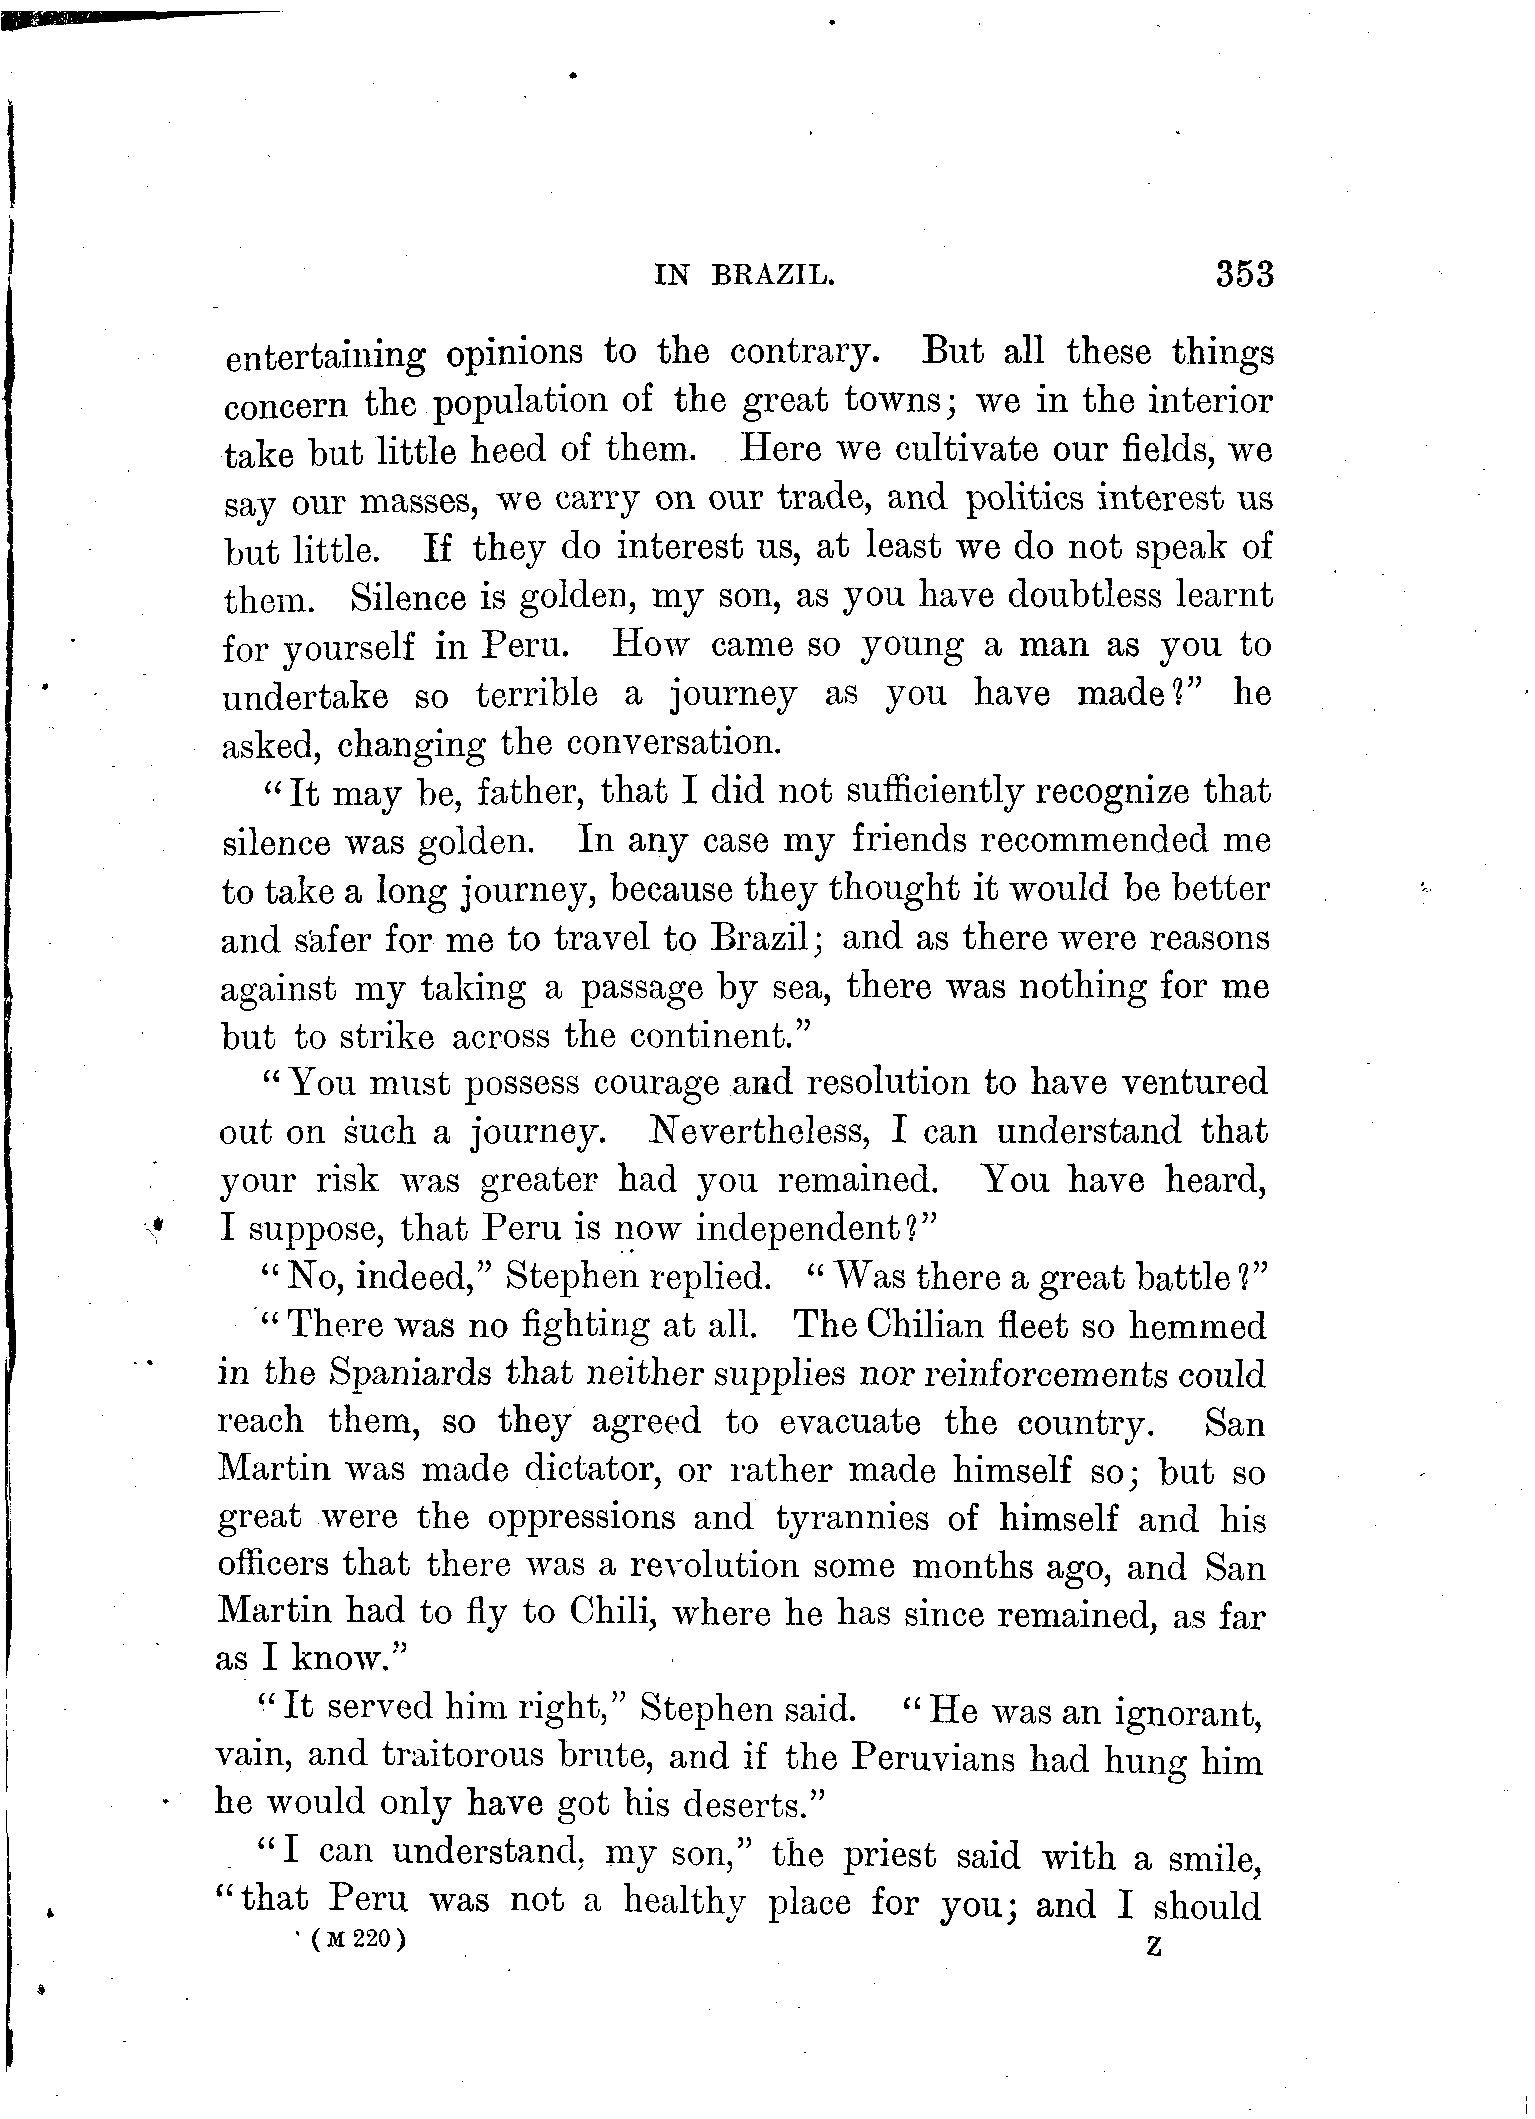 IN BRAZIL. 353
entertaining opinions to the contrary. But all these things
concern the population of the great towns; we in the interior
take but little heed of them. Here we cultivate our fields, we
say our masses, we carry on our trade, and politics interest us
but little. If they do interest us, at least we do not speak of
them. Silence is golden, my son, as you have doubtless learnt
for yourself in Peru. How came so young a man as you to
undertake so terrible a journey as you have made?” he
asked, changing the conversation.
“It may be, father, that I did not sufficiently recognize that
silence was golden. In any case my friends recommended me
to take a long journey, because they thought it would be better
and safer for me to travel to Brazil; and as there were reasons
against my taking a passage by sea, there was nothing for me
but to strike across the continent.”
“You must possess courage and resolution to have ventured
out on such a journey. Nevertheless, I can understand that
your risk was greater had you remained. You have heard,
I suppose, that Peru is now independent?”
“No, indeed,” Stephen replied. “Was there a great battle?”
“There was no fighting at all. The Chilian fleet so hemmed
in the Spaniards that neither supplies nor reinforcements could
reach them, so they agreed to evacuate the country. San
Martin was made dictator, or rather made himself so; but so
great were the oppressions and tyrannies of himself and his
officers that there was a revolution some months ago, and San
Martin had to fly to Chili, where he has since remained, as far
as I know.”
“It served him right,” Stephen said. “He was an ignorant,
vain, and traitorous brute, and if the Peruvians had hung him
he would only have got his deserts.”
“I can understand, my son,” the priest said with a smile,
“that Peru was not a healthy place for you; and I should
(M 220) Z